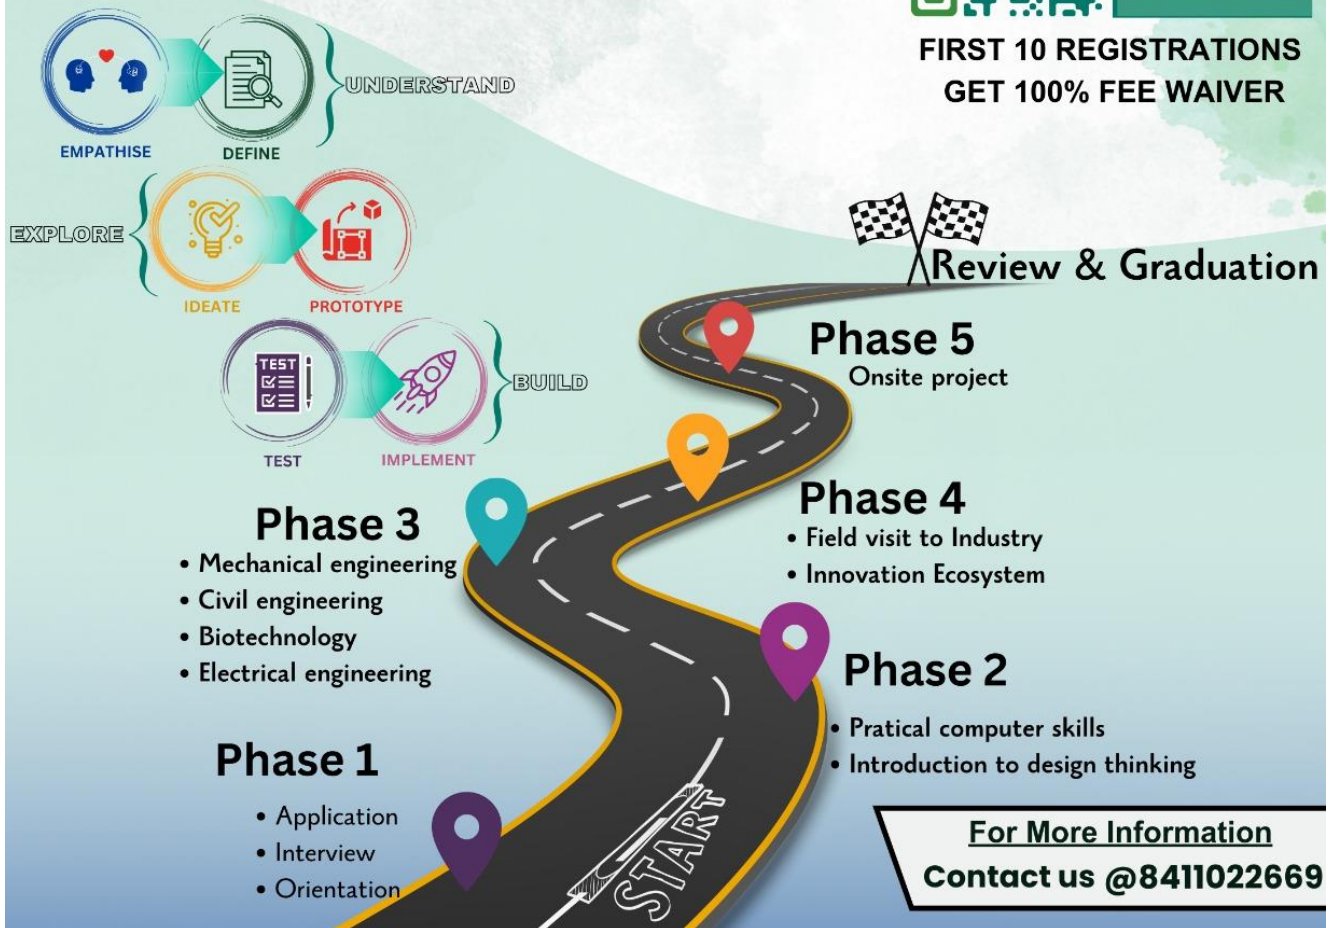 FIRST 10 REGISTRATIONS
GET 100% FEE WAIVER
UNDERSTAND
EMPATHISE
DEFINE
EXPLORE
IDEATE
PROTOTYPE
TEST
BUILD
TEST
IMPLEMENT
Review & Graduation
Phase 5
Onsite project
Phase 4
• Field visit to Industry
• Innovation Ecosystem
Phase 3
• Mechanical engineering
• Civil engineering
• Biotechnology
• Electrical engineering
Phase 2
• Pratical computer skills
• Introduction to design thinking
Phase 1
• Application
• Interview
• Orientation
START
For More Information
Contact us @8411022669